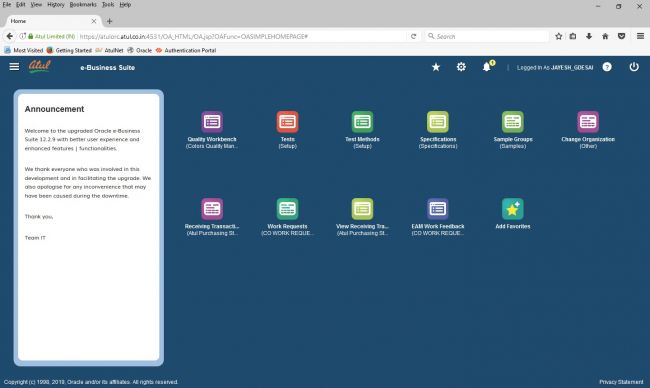 File Edit View History Bookmarks Tools Help
Home
Atul Limited (IN) https://atulorc.atul.co.in:4531/OA_HTML/OA.jsp?OAFunc=OASIMPLEHOMEPAGE#
Search
Most Visited Getting Started AtulNet Oracle Authentication Portal
Atul e-Business Suite
1
Logged In As JAYESH_GDESAI
Announcement
Welcome to the upgraded Oracle e-Business
Suite 12.2.9 with better user experience and
enhanced features | functionalities.
We thank everyone who was involved in this
development and in facilitating the upgrade. We
also apologise for any inconvenience that may
have been caused during the downtime.
Thank you,
Team IT
Quality Workbench
(Colors Quality Man...
Tests
(Setup)
Test Methods
(Setup)
Specifications
(Specifications)
Sample Groups
(Samples)
Change Organization
(Other)
Receiving Transacti...
(Atul Purchasing St...
Work Requests
(CO WORK REQUE...
View Receiving Tra...
(Atul Purchasing St...
EAM Work Feedback
(CO WORK REQUE...
Add Favorites
Copyright (c) 1998, 2019, Oracle and/or its affiliates. All rights reserved.
Privacy Statement